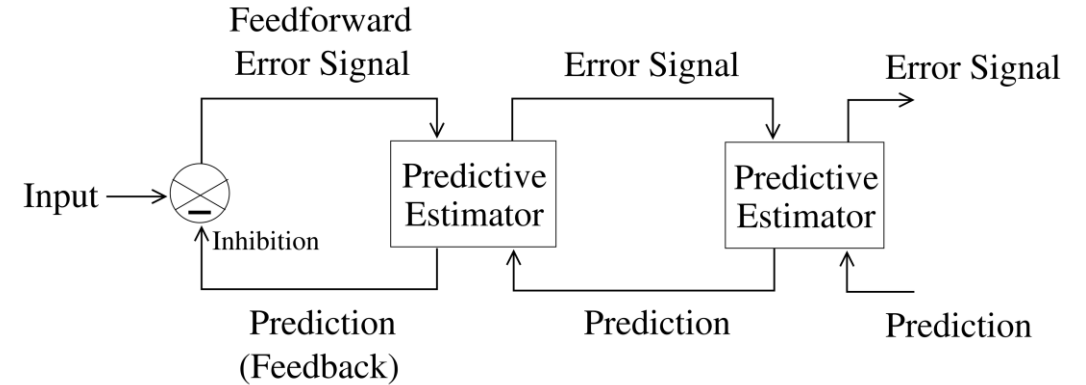 Feedforward
Error Signal
Error Signal
Error Signal
Input
Predictive
Estimator
Predictive
Estimator
Inhibition
Prediction
(Feedback)
Prediction
Prediction